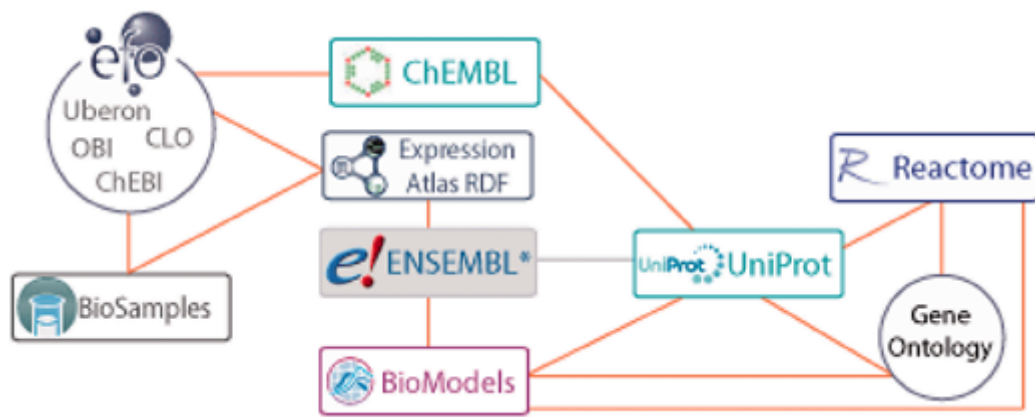 efo
Uberon
OBI CLO
ChEBI
ChEMBL
Expression
Atlas RDF
R Reactome
e! ENSEMBL*
UniProt UniProt
BioSamples
Gene
Ontology
BioModels